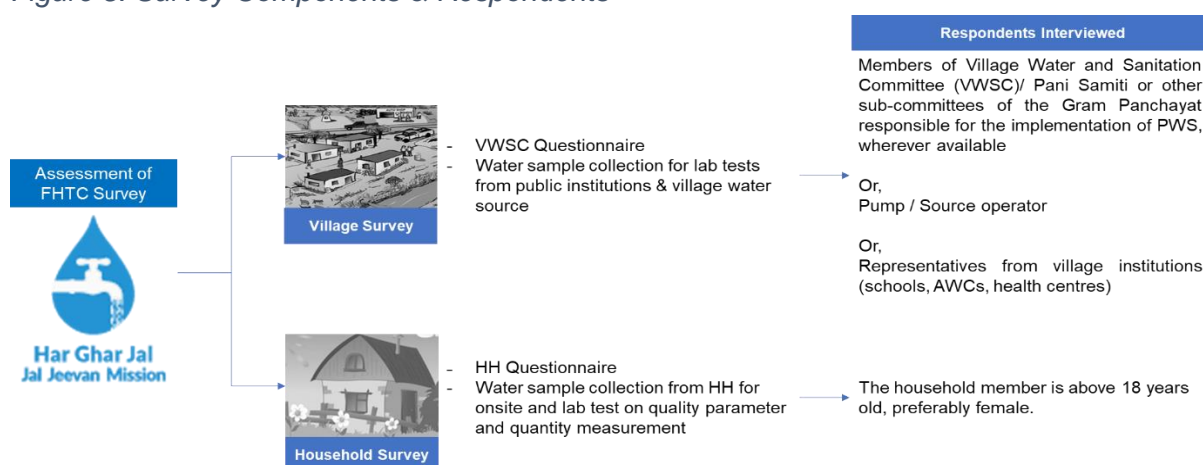 Figure 3: Survey Components & Respondents
Respondents Interviewed
Members of Village Water and Sanitation
Committee (VWSC)/ Pani Samiti or other
sub-committees of the Gram Panchayat
responsible for the implementation of PWS,
wherever available
Or,
Pump / Source operator
Or,
Representatives from village institutions
(schools, AWCs, health centres)
- VWSC Questionnaire
- Water sample collection for lab tests
from public institutions & village water
source
Village Survey
Assessment of
FHTC Survey
Har Ghar Jal
Jal Jeevan Mission
- HH Questionnaire
- Water sample collection from HH for
onsite and lab test on quality parameter
and quantity measurement
Household Survey
The household member is above 18 years
old, preferably female.